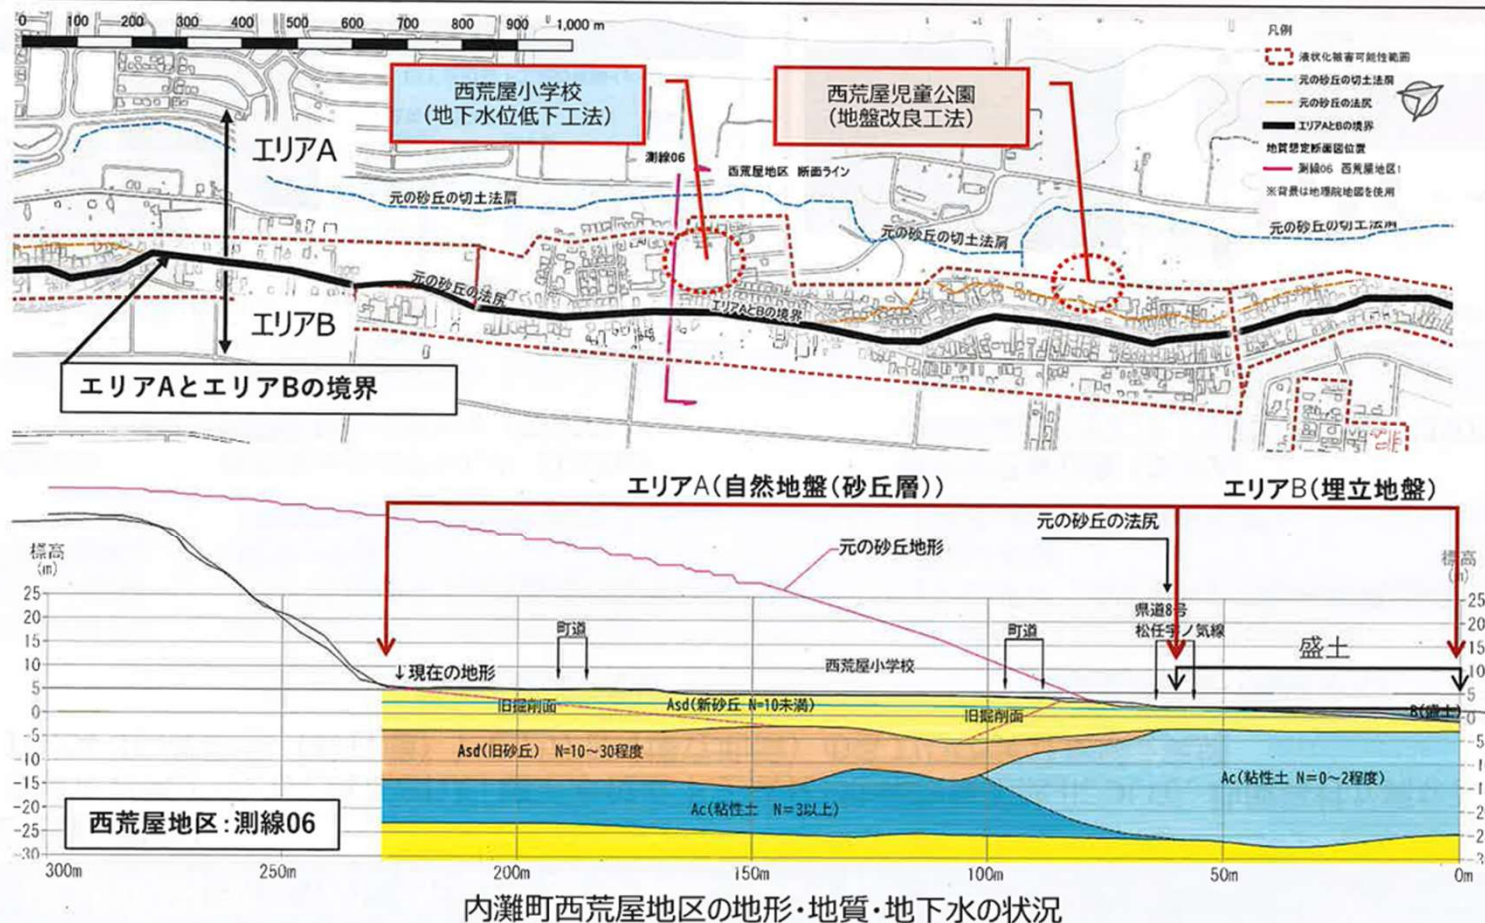 0 100 200 300 400 500 600 700 800 900 1,000 m
西荒屋小学校
(地下水位低下工法)
西荒屋児童公園
(地盤改良工法)
凡例
液状化被害可能性範囲
元の砂丘の切土法肩
元の砂丘の法尻
エリアAとBの境界
地質想定断面図位置
測線06 西荒屋地区1
※背景は地理院地図を使用
エリアA
測線06
西荒屋地区 断面ライン
元の砂丘の切土法肩
元の砂丘の切土法肩
元の砂丘の切土法肩
元の砂丘の法尻
エリアAとBの境界
エリアB
エリアAとエリアBの境界
エリアA(自然地盤(砂丘層))
エリアB(埋立地盤)
元の砂丘の法尻
元の砂丘地形
標高
(m)
標高
(m)
25
20
15
10
5
0
-5
-10
-15
-20
-25
-30
25
20
15
10
5
0
-5
県道8号
松任宇ノ気線
町道
町道
盛土
西荒屋小学校
↓現在の地形
旧掘削面
Asd(新砂丘 N=10未満)
旧掘削面
B(盛土)
Asd(旧砂丘) N=10~30程度
Ac(粘性土 N=0~2程度)
Ac(粘性土 N=3以上)
西荒屋地区:測線06
300m 250m 200m 150m 100m 50m 0m
内灘町西荒屋地区の地形・地質・地下水の状況